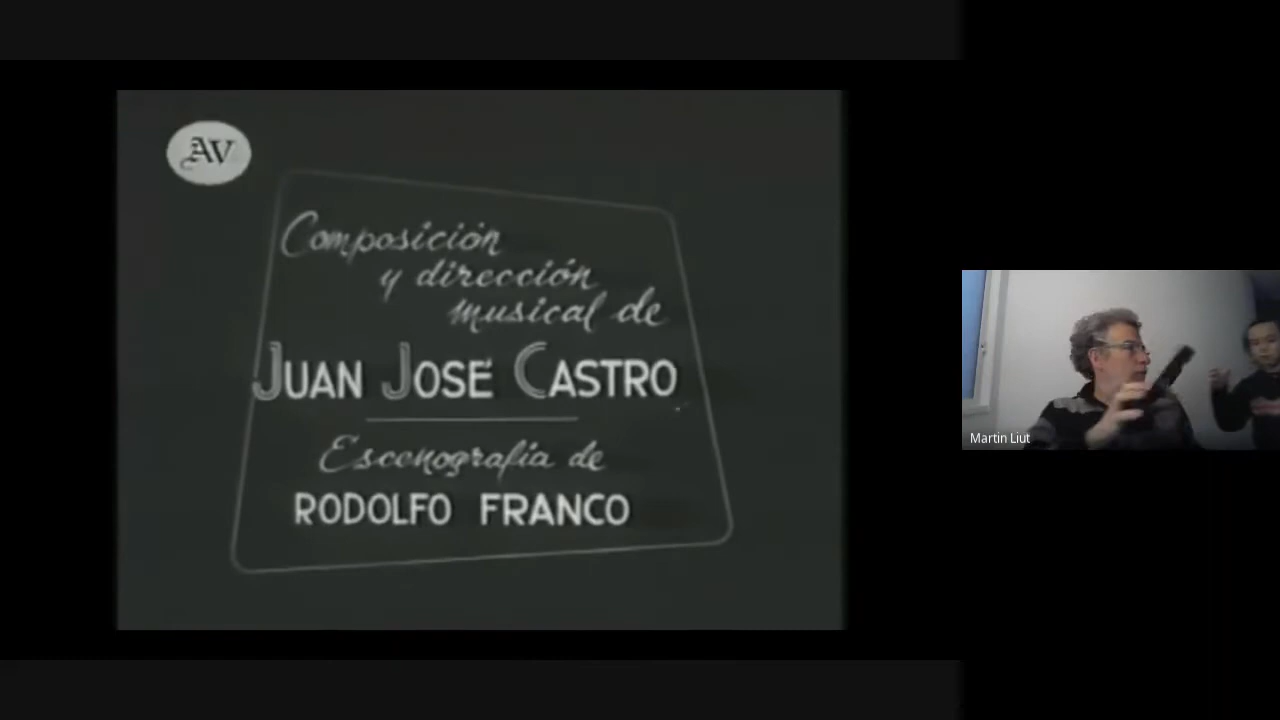 AV
Composición
y dirección
musical de
JUAN JOSÉ CASTRO
Escenografía de
RODOLFO FRANCO
Martin Liut